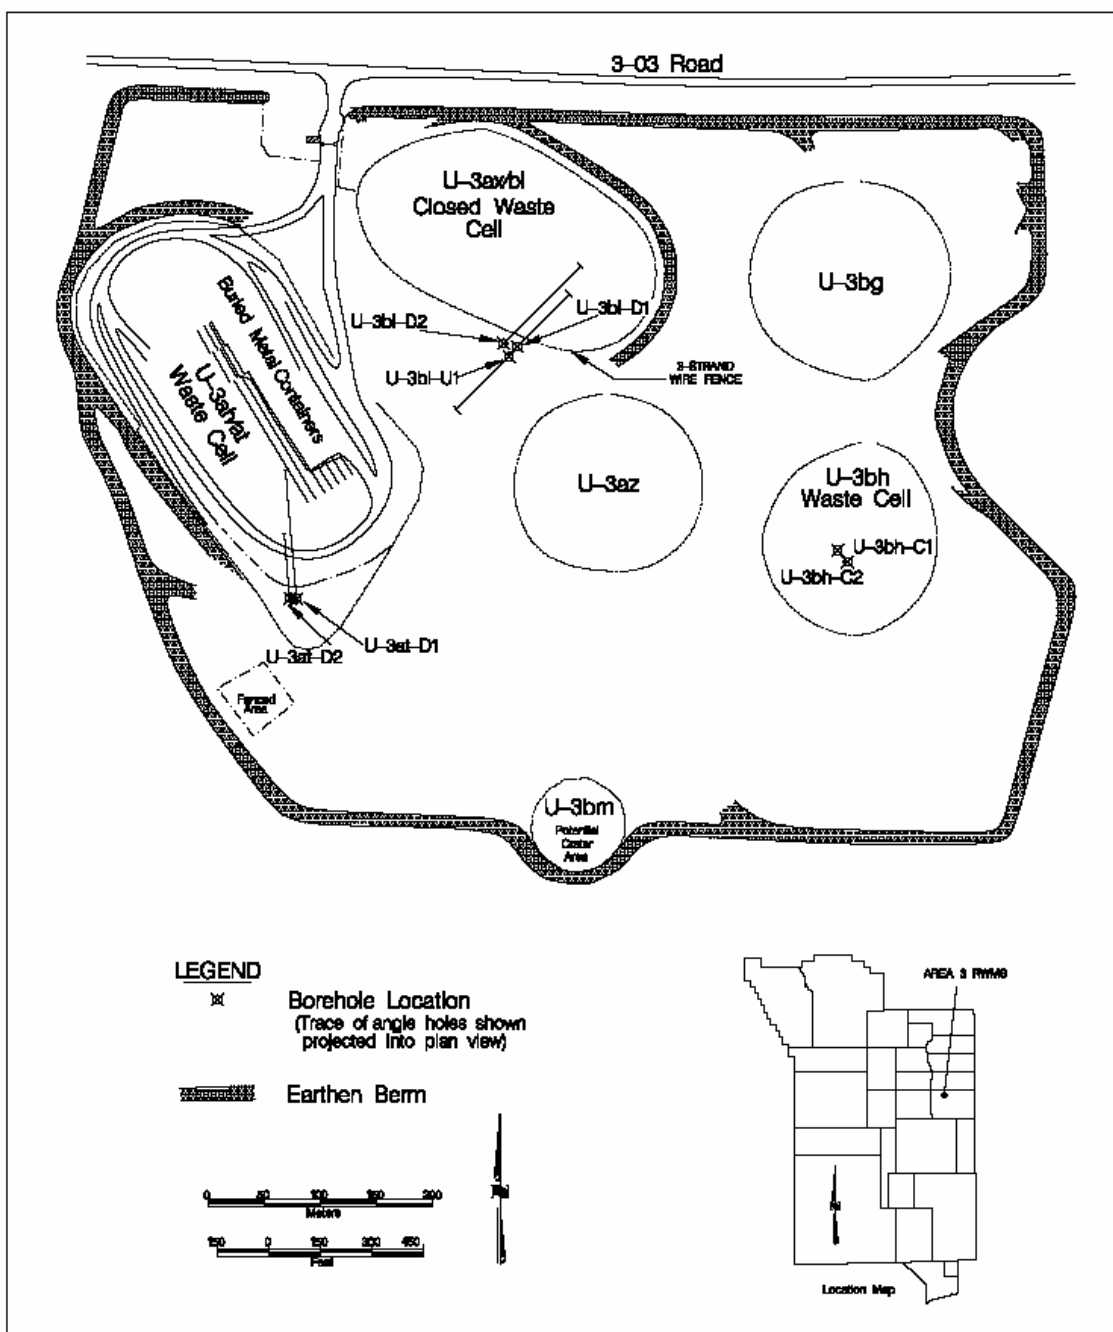 3-03 Road
U-3ax/bl
Closed Waste
Cell
U-3bg
Buried Metal Containers
U-3ah/at
Waste Cell
U-3bl-D2
U-3bl-D1
U-3bl-U1
3-STRAND
WIRE FENCE
U-3az
U-3bh
Waste Cell
U-3bh-C1
U-3bh-C2
U-3at-D2
U-3at-D1
Fenced
Area
U-3bm
Potential
Crater
Area
LEGEND
Borehole Location
(Trace of angle holes shown
projected into plan view)
Earthen Berm
0 50 100 150 200
Meters
150 0 150 300 450
Feet
N
AREA 3 RWMS
N
Location Map